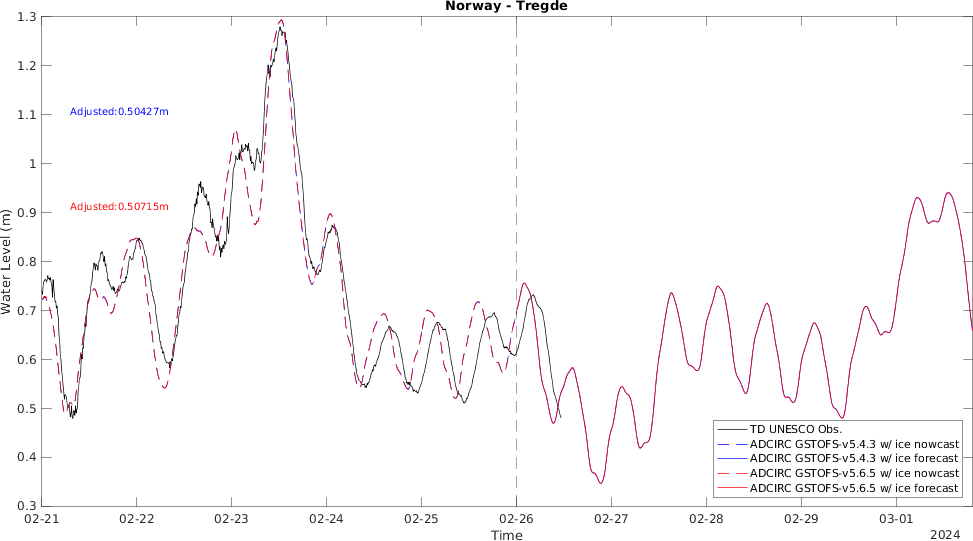 Norway - Tregde
1.3
1.2
1.1
1
0.9
0.8
0.7
0.6
0.5
0.4
0.3
Water Level (m)
Adjusted:0.50427m
Adjusted:0.50715m
TD UNESCO Obs.
ADCIRC GSTOFS-v5.4.3 w/ ice nowcast
ADCIRC GSTOFS-v5.4.3 w/ ice forecast
ADCIRC GSTOFS-v5.6.5 w/ ice nowcast
ADCIRC GSTOFS-v5.6.5 w/ ice forecast
02-21 02-22 02-23 02-24 02-25 02-26 02-27 02-28 02-29 03-01
Time
2024